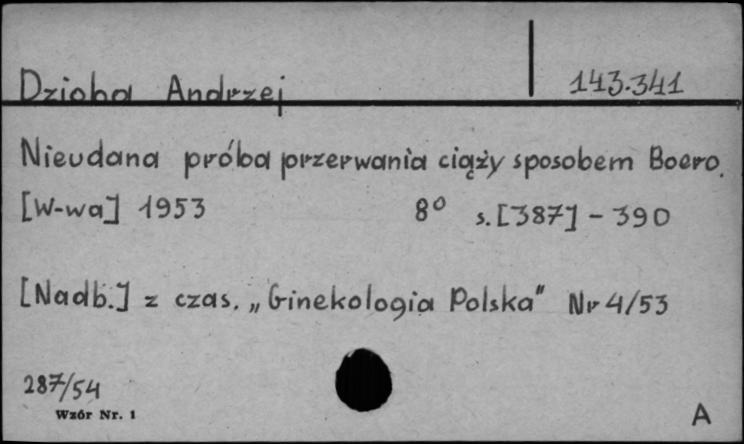 Dzioba Andrzej 143.341
Nieudana próba przerwania ciąży sposobem Boero.
[W-wa] 1953 8° s. [387] - 390
[Nadb.] z czas. „Ginekologia Polska" Nr 4/53
287/54
Wzór Nr. 1
A